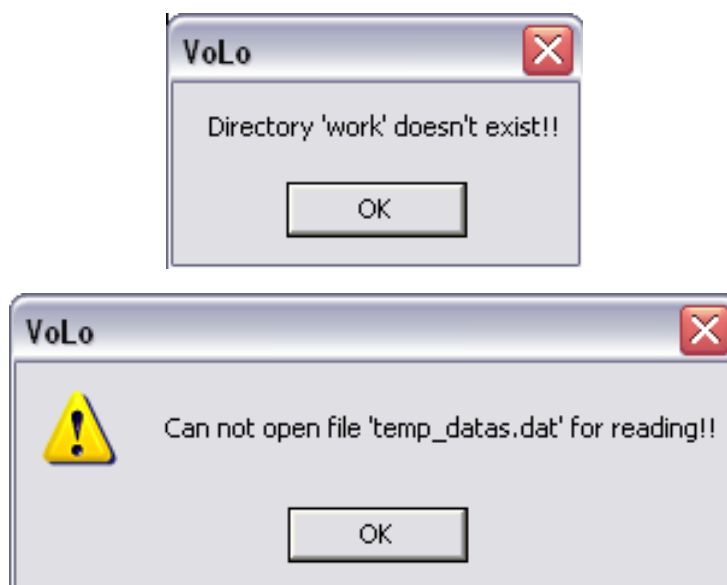 VoLo
Directory 'work' doesn't exist!!
OK
VoLo
Can not open file 'temp_datas.dat' for reading!!
OK